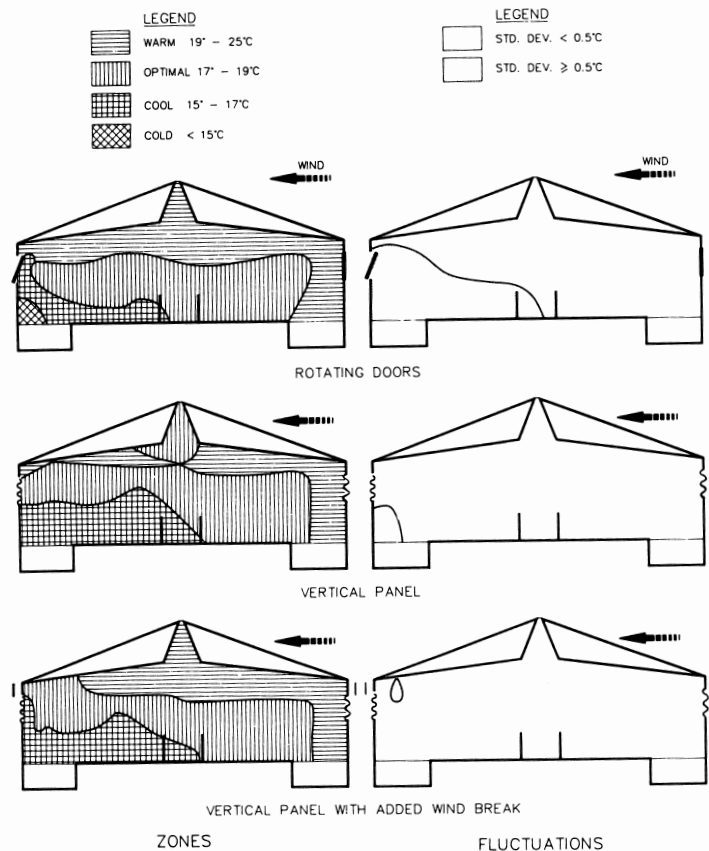 LEGEND
WARM 19° - 25°C
OPTIMAL 17° - 19°C
COOL 15° - 17°C
COLD < 15°C
LEGEND
STD. DEV. < 0.5°C
STD. DEV. ≥ 0.5°C
WIND
WIND
ROTATING DOORS
VERTICAL PANEL
VERTICAL PANEL WITH ADDED WIND BREAK
ZONES
FLUCTUATIONS